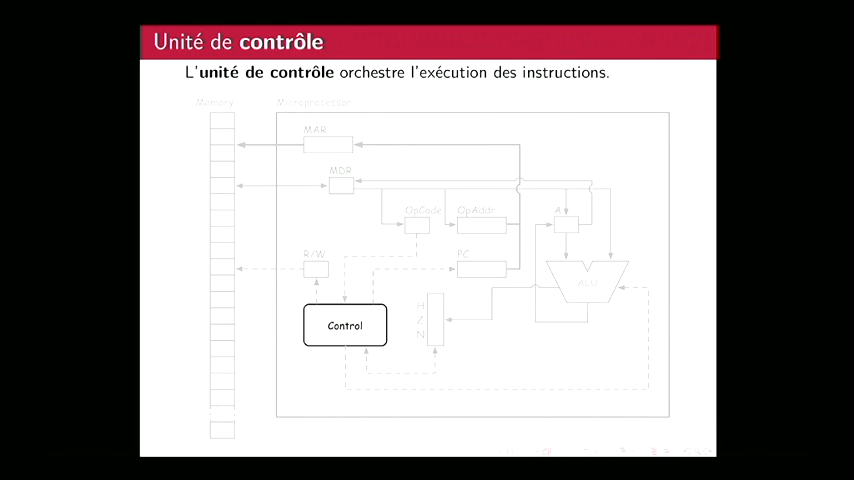 Unité de contrôle
L'unité de contrôle orchestre l'exécution des instructions.
Memory
Microprocessor
MAR
MDR
OpCode
OpAddr
A
R/W
PC
ALU
H
Z
N
Control